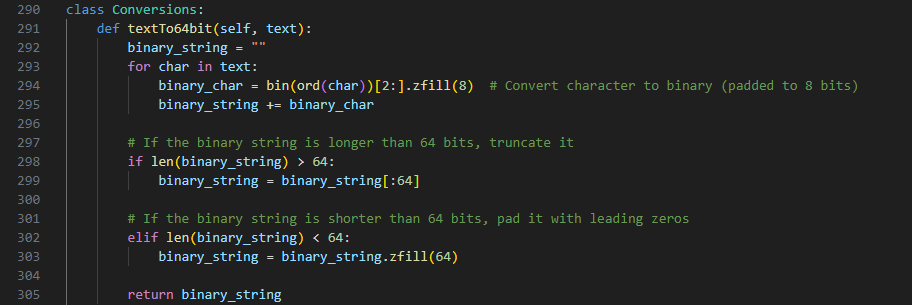 290 class Conversions:
291     def textTo64bit(self, text):
292         binary_string = ""
293         for char in text:
294             binary_char = bin(ord(char))[2:].zfill(8)  # Convert character to binary (padded to 8 bits)
295             binary_string += binary_char
296
297         # If the binary string is longer than 64 bits, truncate it
298         if len(binary_string) > 64:
299             binary_string = binary_string[:64]
300
301         # If the binary string is shorter than 64 bits, pad it with leading zeros
302         elif len(binary_string) < 64:
303             binary_string = binary_string.zfill(64)
304
305         return binary_string